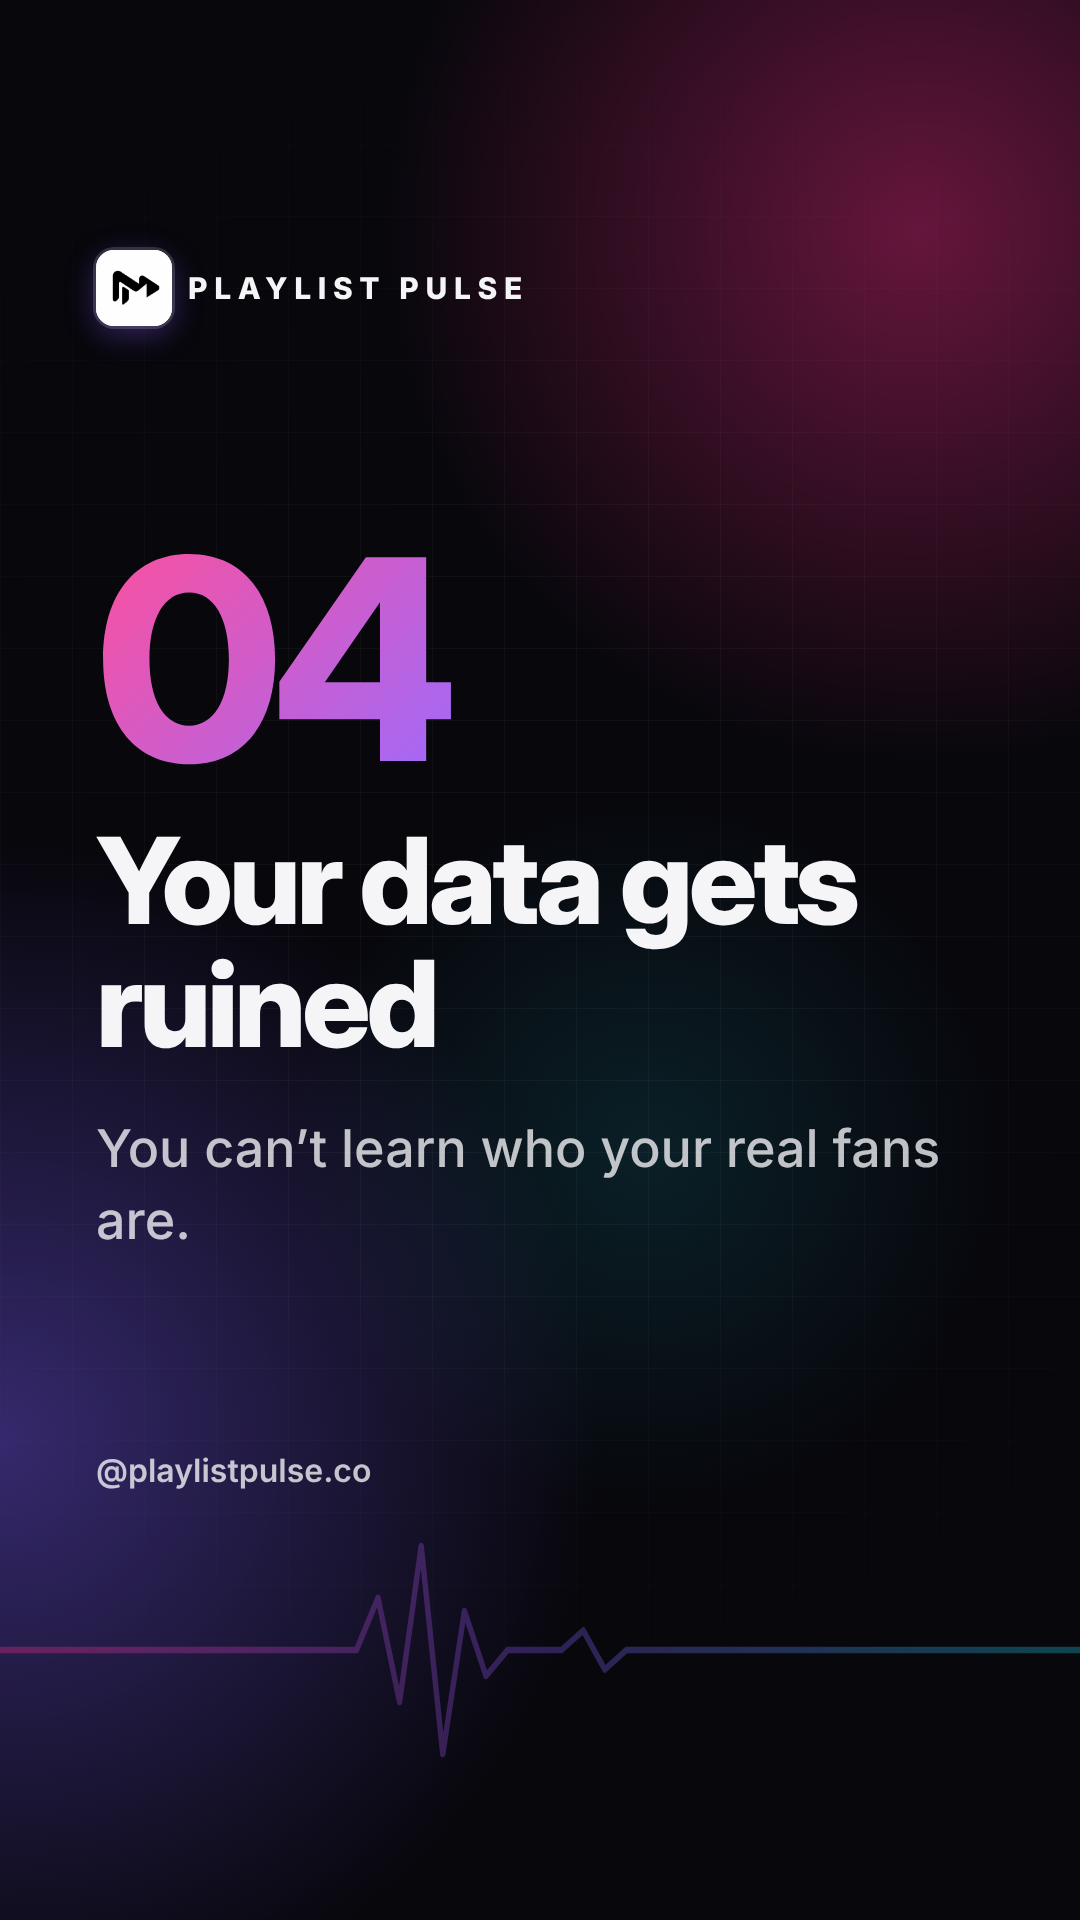 PLAYLIST PULSE
04
Your data gets
ruined
You can’t learn who your real fans
are.
@playlistpulse.co